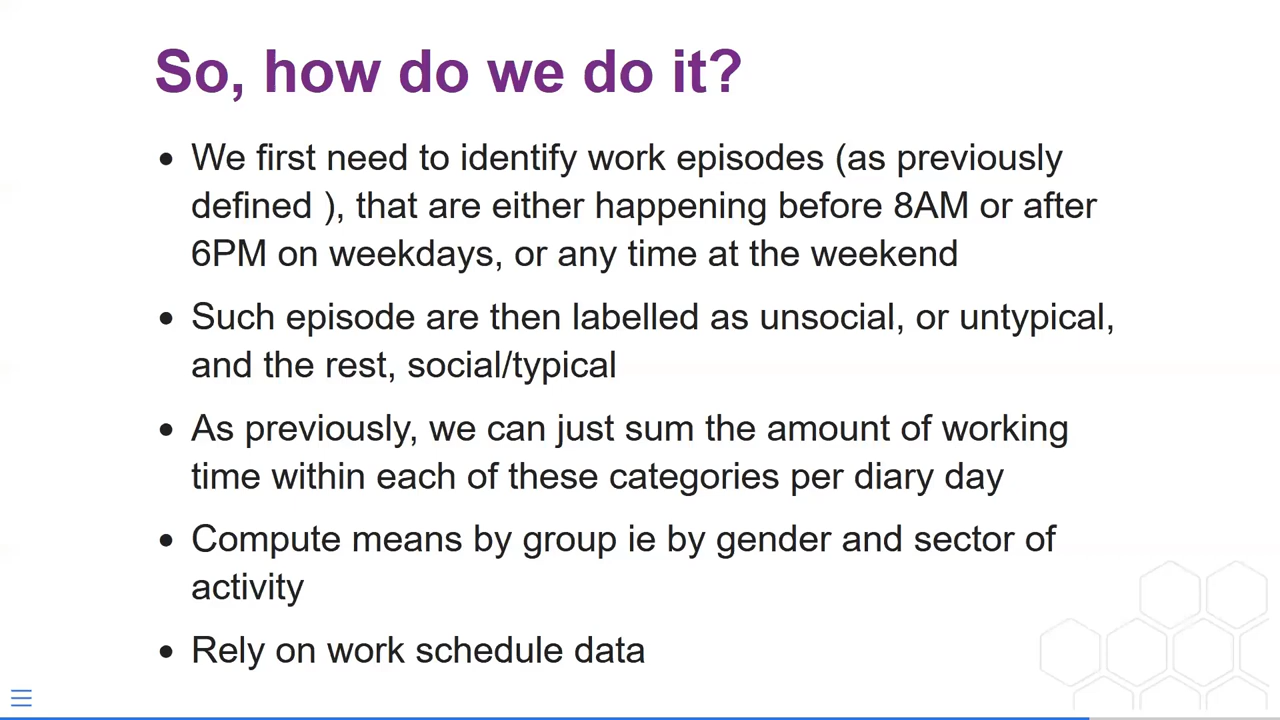 So, how do we do it?
• We first need to identify work episodes (as previously
defined ), that are either happening before 8AM or after
6PM on weekdays, or any time at the weekend
• Such episode are then labelled as unsocial, or untypical,
and the rest, social/typical
• As previously, we can just sum the amount of working
time within each of these categories per diary day
• Compute means by group ie by gender and sector of
activity
• Rely on work schedule data